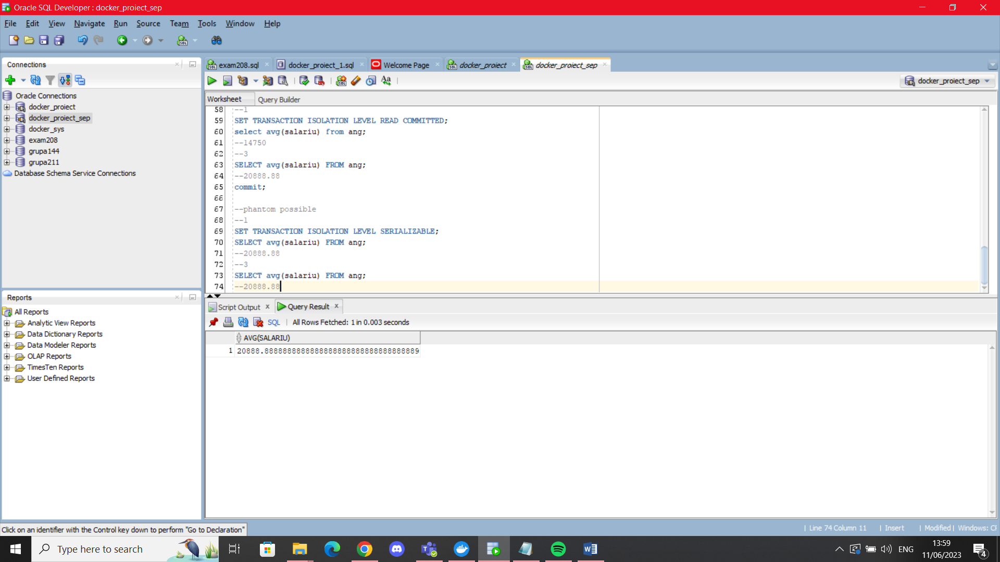 Oracle SQL Developer : docker_proiect_sep
File Edit View Navigate Run Source Team Tools Window Help
Connections
Oracle Connections
docker_proiect
docker_proiect_sep
docker_sys
exam208
grupa144
grupa211
Database Schema Service Connections
Reports
All Reports
Analytic View Reports
Data Dictionary Reports
Data Modeler Reports
OLAP Reports
TimesTen Reports
User Defined Reports
exam208.sql docker_proiect_1.sql Welcome Page docker_proiect docker_proiect_sep
docker_proiect_sep
Worksheet Query Builder
58 --1
59 SET TRANSACTION ISOLATION LEVEL READ COMMITTED;
60 select avg(salariu) from ang;
61 --14750
62 --3
63 SELECT avg(salariu) FROM ang;
64 --20888.88
65 commit;
66
67 --phantom possible
68 --1
69 SET TRANSACTION ISOLATION LEVEL SERIALIZABLE;
70 SELECT avg(salariu) FROM ang;
71 --20888.88
72 --3
73 SELECT avg(salariu) FROM ang;
74 --20888.88
Script Output Query Result
SQL | All Rows Fetched: 1 in 0.003 seconds
AVG(SALARIU)
1 20888.8888888888888888888888888888888889
Click on an identifier with the Control key down to perform "Go to Declaration"
| Line 74 Column 11 | Insert | Modified | Windows: CF
Type here to search
ENG
13:59
11/06/2023
4